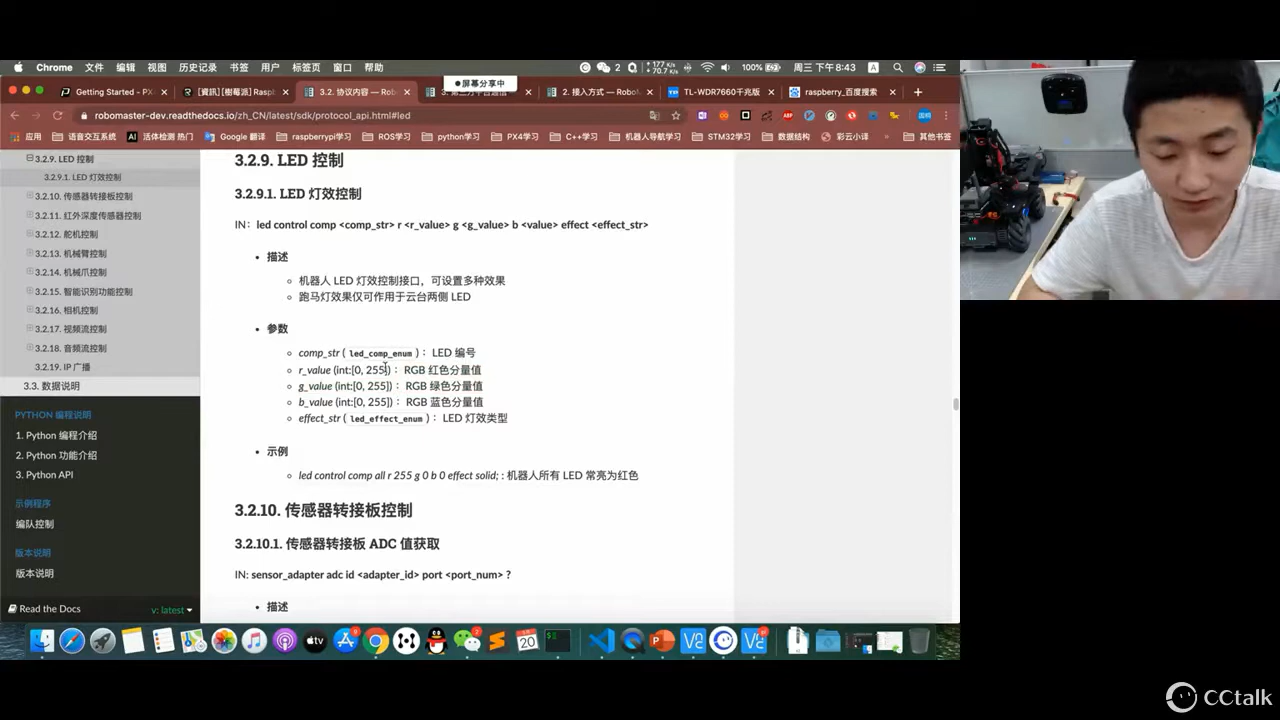 Chrome 文件 编辑 视图 历史记录 书签 用户 标签页 窗口 帮助
屏幕分享中
2 177 K/s 70.7 K/s 100% 周三 下午8:43 A
Getting Started - PX
[資訊] [樹莓派] Rasp
3.2. 协议内容 — Robo
2. 接入方式 — RoboM
TL-WDR7660千兆版
raspberry_百度搜索
robomaster-dev.readthedocs.io/zh_CN/latest/sdk/protocol_api.html#led
应用 语音交互系统 活体检测 热门 Google 翻译 raspberrypi学习 ROS学习 python学习 PX4学习 C++学习 机器人导航学习 STM32学习 数据结构 彩云小译 其他书签
3.2.9. LED 控制
3.2.9.1. LED 灯效控制
3.2.10. 传感器转接板控制
3.2.11. 红外深度传感器控制
3.2.12. 舵机控制
3.2.13. 机械臂控制
3.2.14. 机械爪控制
3.2.15. 智能识别功能控制
3.2.16. 相机控制
3.2.17. 视频流控制
3.2.18. 音频流控制
3.2.19. IP 广播
3.3. 数据说明
PYTHON 编程说明
1. Python 编程介绍
2. Python 功能介绍
3. Python API
示例程序
编队控制
版本说明
版本说明
Read the Docs v: latest
3.2.9. LED 控制
3.2.9.1. LED 灯效控制
IN： led control comp <comp_str> r <r_value> g <g_value> b <value> effect <effect_str>
描述
机器人 LED 灯效控制接口，可设置多种效果
跑马灯效果仅可作用于云台两侧 LED
参数
comp_str ( led_comp_enum )： LED 编号
r_value (int:[0, 255])： RGB 红色分量值
g_value (int:[0, 255])： RGB 绿色分量值
b_value (int:[0, 255])： RGB 蓝色分量值
effect_str ( led_effect_enum )： LED 灯效类型
示例
led control comp all r 255 g 0 b 0 effect solid; : 机器人所有 LED 常亮为红色
3.2.10. 传感器转接板控制
3.2.10.1. 传感器转接板 ADC 值获取
IN: sensor_adapter adc id <adapter_id> port <port_num> ?
描述
CCtalk